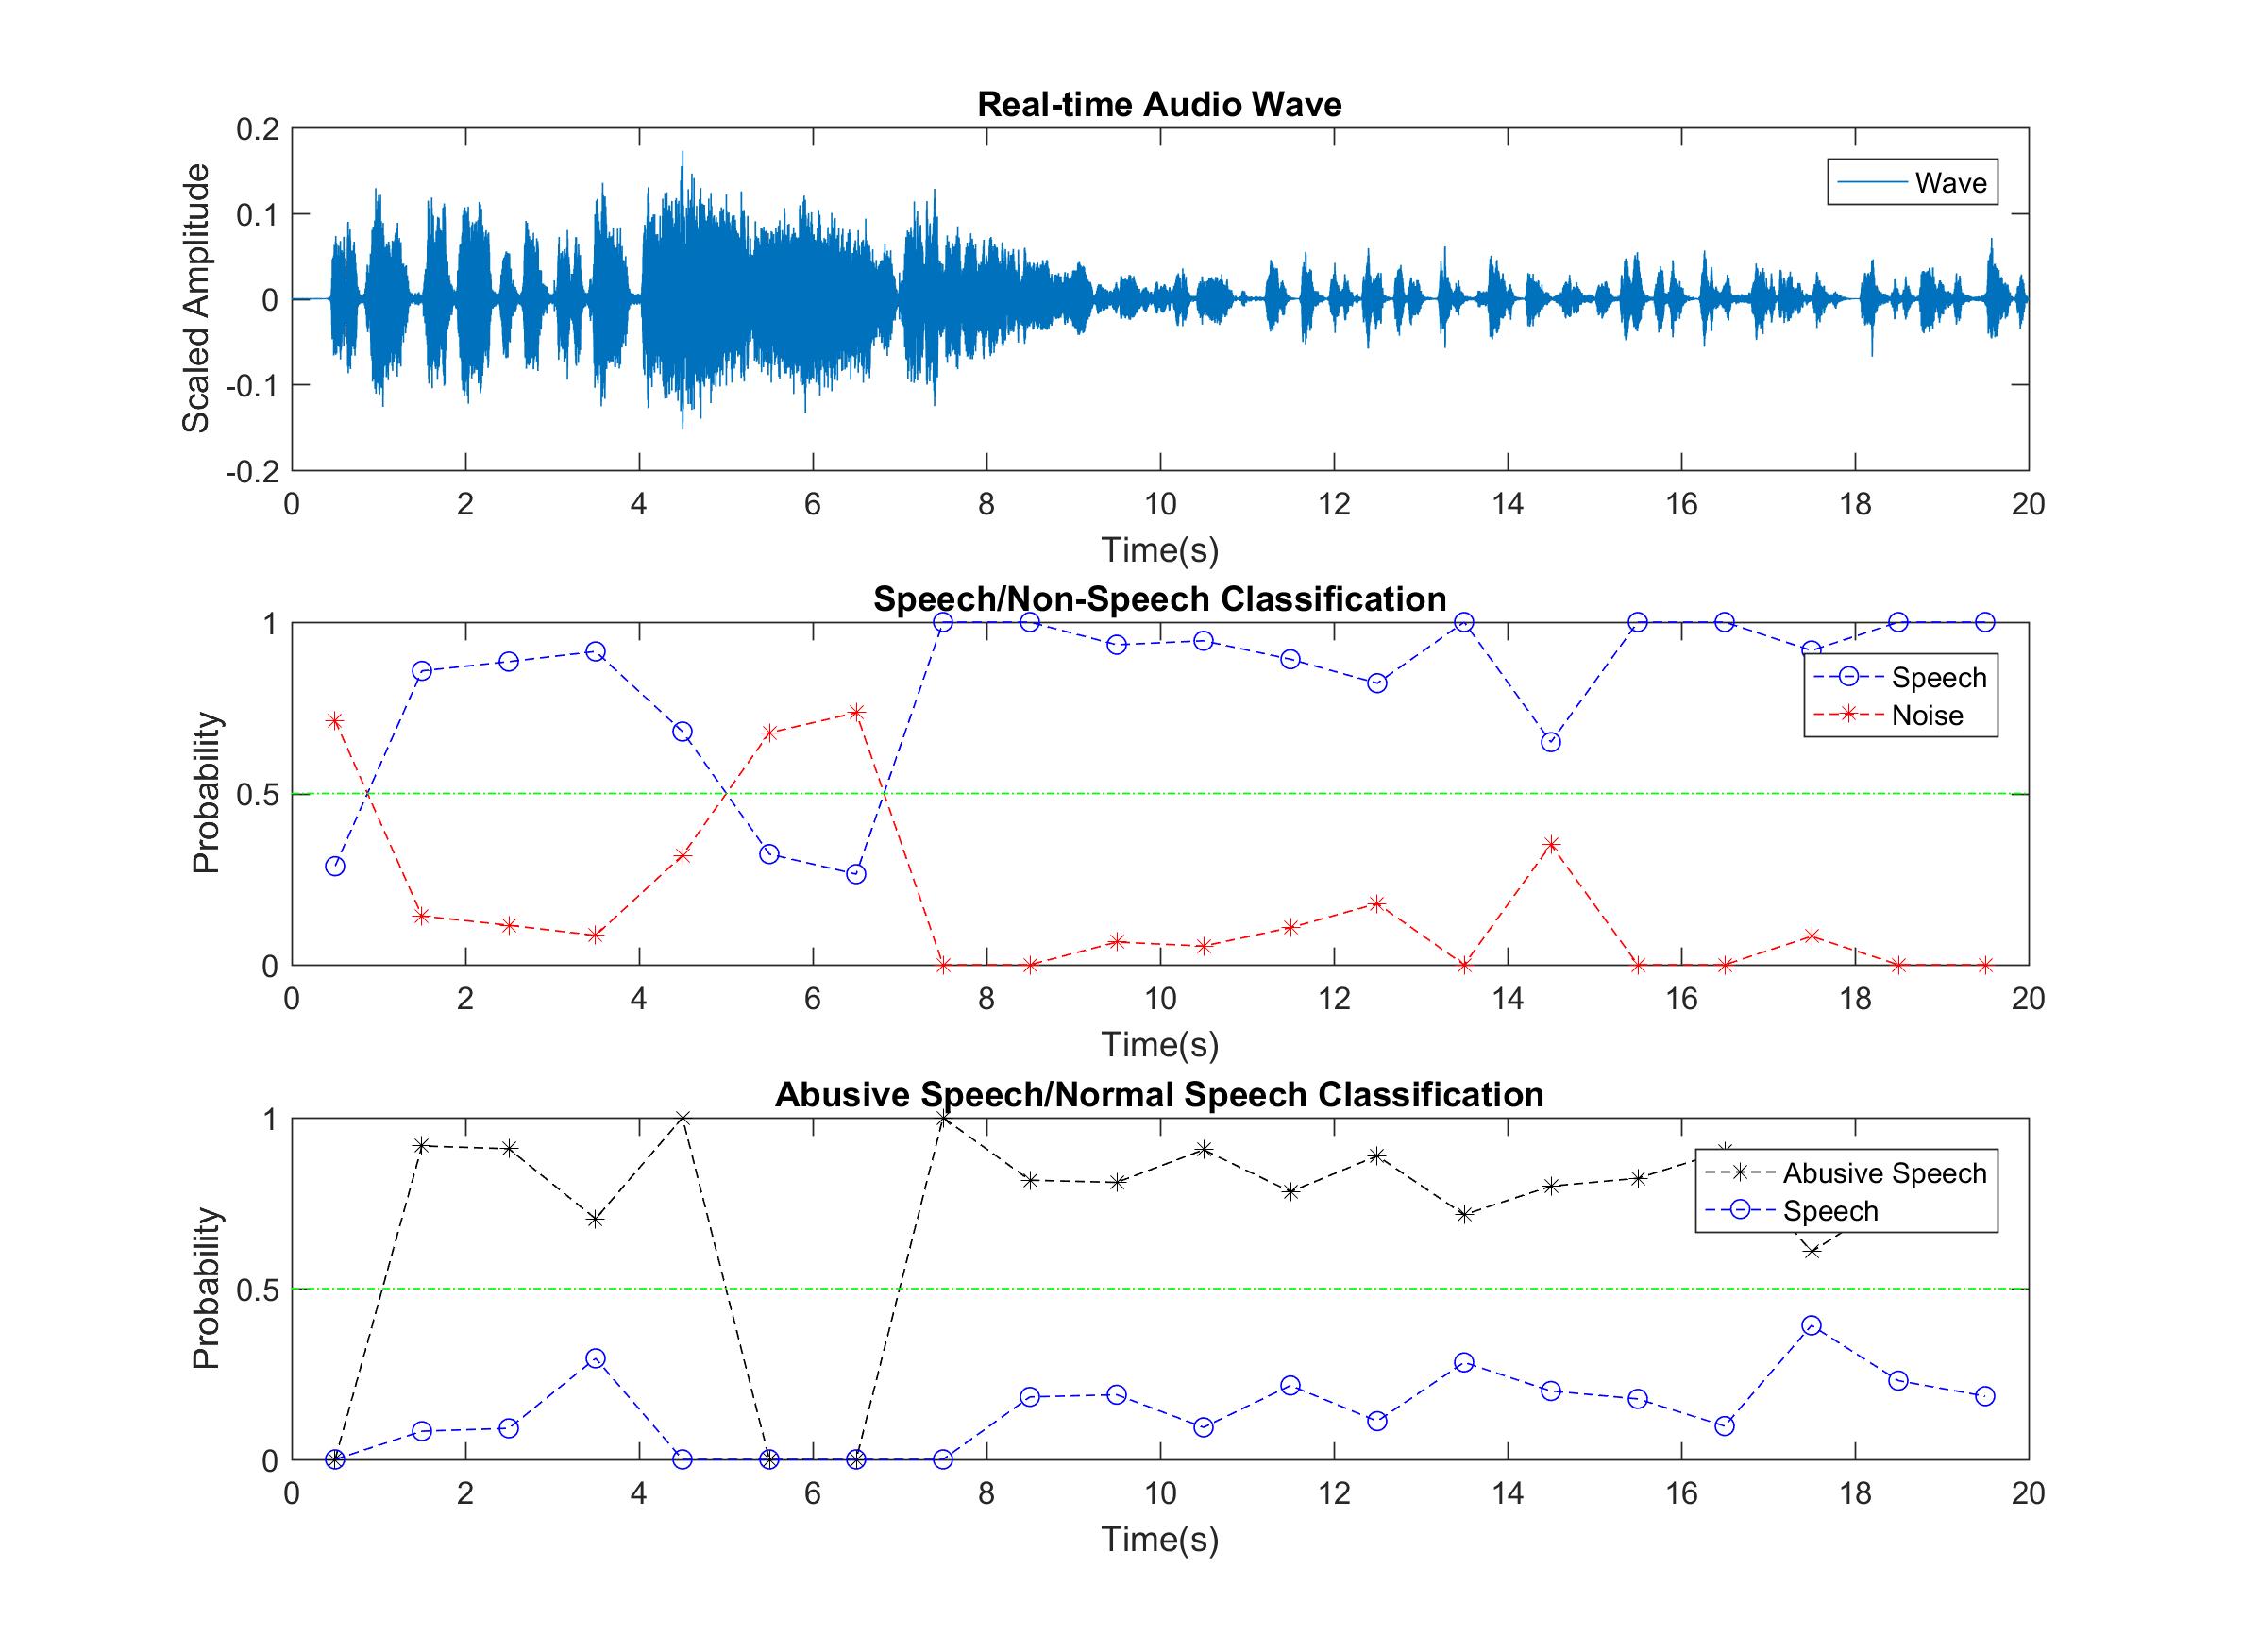 Real-time Audio Wave
0.2
0.1
0
-0.1
-0.2
Scaled Amplitude
Wave
0 2 4 6 8 10 12 14 16 18 20
Time(s)
Speech/Non-Speech Classification
1
0.5
0
Probability
Speech
Noise
0 2 4 6 8 10 12 14 16 18 20
Time(s)
Abusive Speech/Normal Speech Classification
1
0.5
0
Probability
Abusive Speech
Speech
0 2 4 6 8 10 12 14 16 18 20
Time(s)